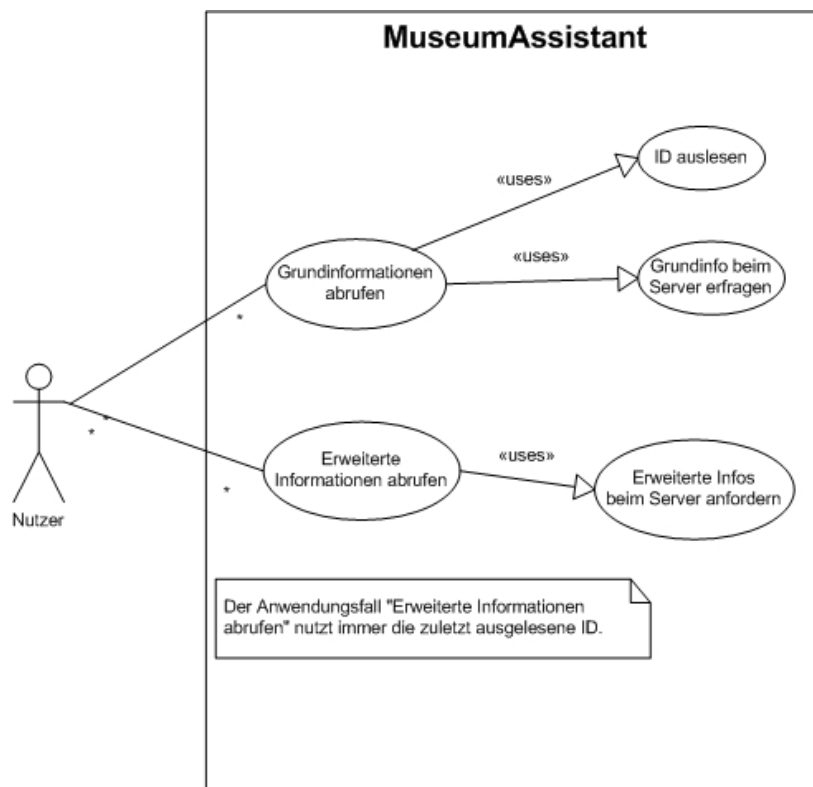 MuseumAssistant
«uses»
ID auslesen
«uses»
Grundinformationen
abrufen
Grundinfo beim
Server erfragen
*
*
*
*
Erweiterte
Informationen abrufen
«uses»
Erweiterte Infos
beim Server anfordern
Nutzer
Der Anwendungsfall "Erweiterte Informationen
abrufen" nutzt immer die zuletzt ausgelesene ID.